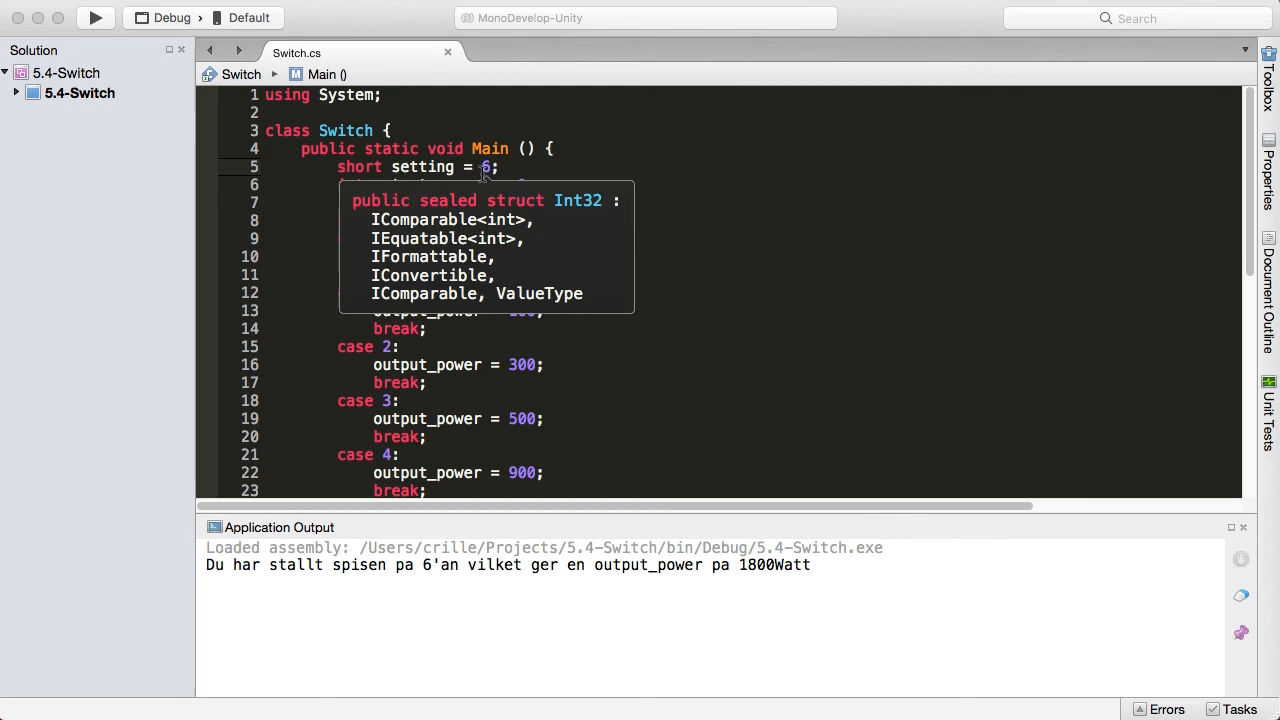 Debug
Default
MonoDevelop-Unity
Search
Solution
Switch.cs
5.4-Switch
5.4-Switch
Switch
Main ()
1 using System;
2
3 class Switch {
4 public static void Main () {
5 short setting = 6;
6
7
8
9
10
11
12
public sealed struct Int32 :
IComparable<int>,
IEquatable<int>,
IFormattable,
IConvertible,
IComparable, ValueType
13
14 break;
15 case 2:
16 output_power = 300;
17 break;
18 case 3:
19 output_power = 500;
20 break;
21 case 4:
22 output_power = 900;
23 break;
Toolbox
Properties
Document Outline
Unit Tests
Application Output
Loaded assembly: /Users/crille/Projects/5.4-Switch/bin/Debug/5.4-Switch.exe
Du har stallt spisen pa 6'an vilket ger en output_power pa 1800Watt
Errors
Tasks